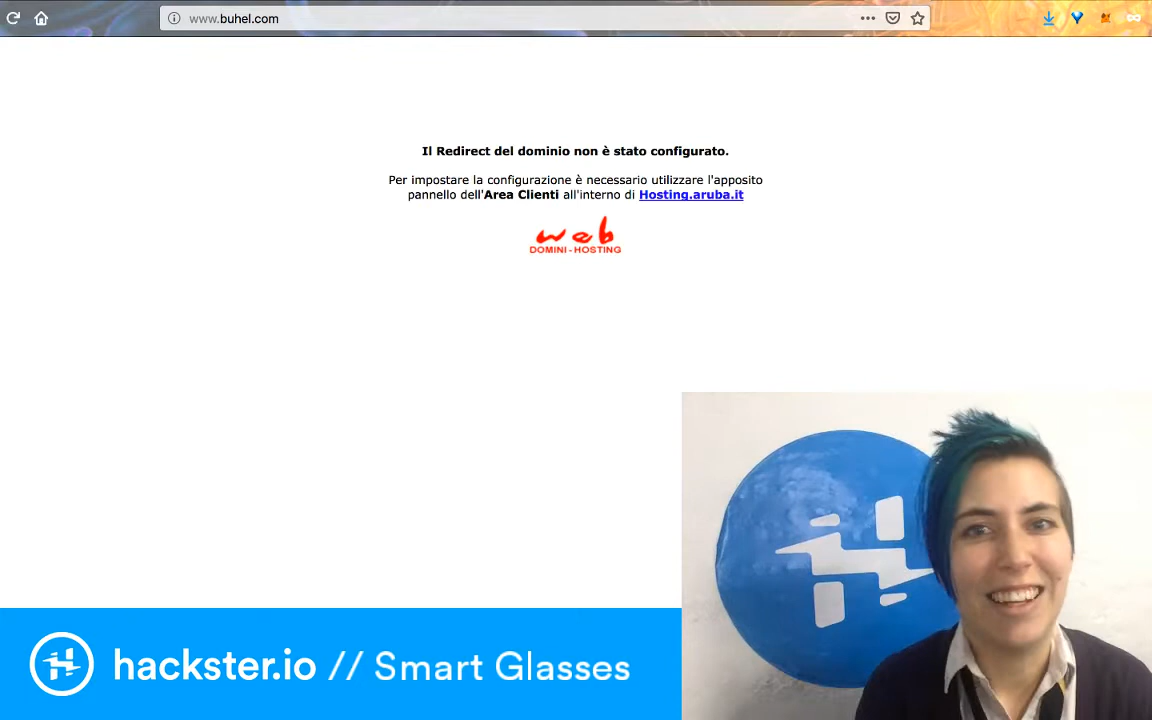 www.buhel.com
Il Redirect del dominio non è stato configurato.
Per impostare la configurazione è necessario utilizzare l'apposito
pannello dell'Area Clienti all'interno di Hosting.aruba.it
web
DOMINI-HOSTING
hackster.io // Smart Glasses